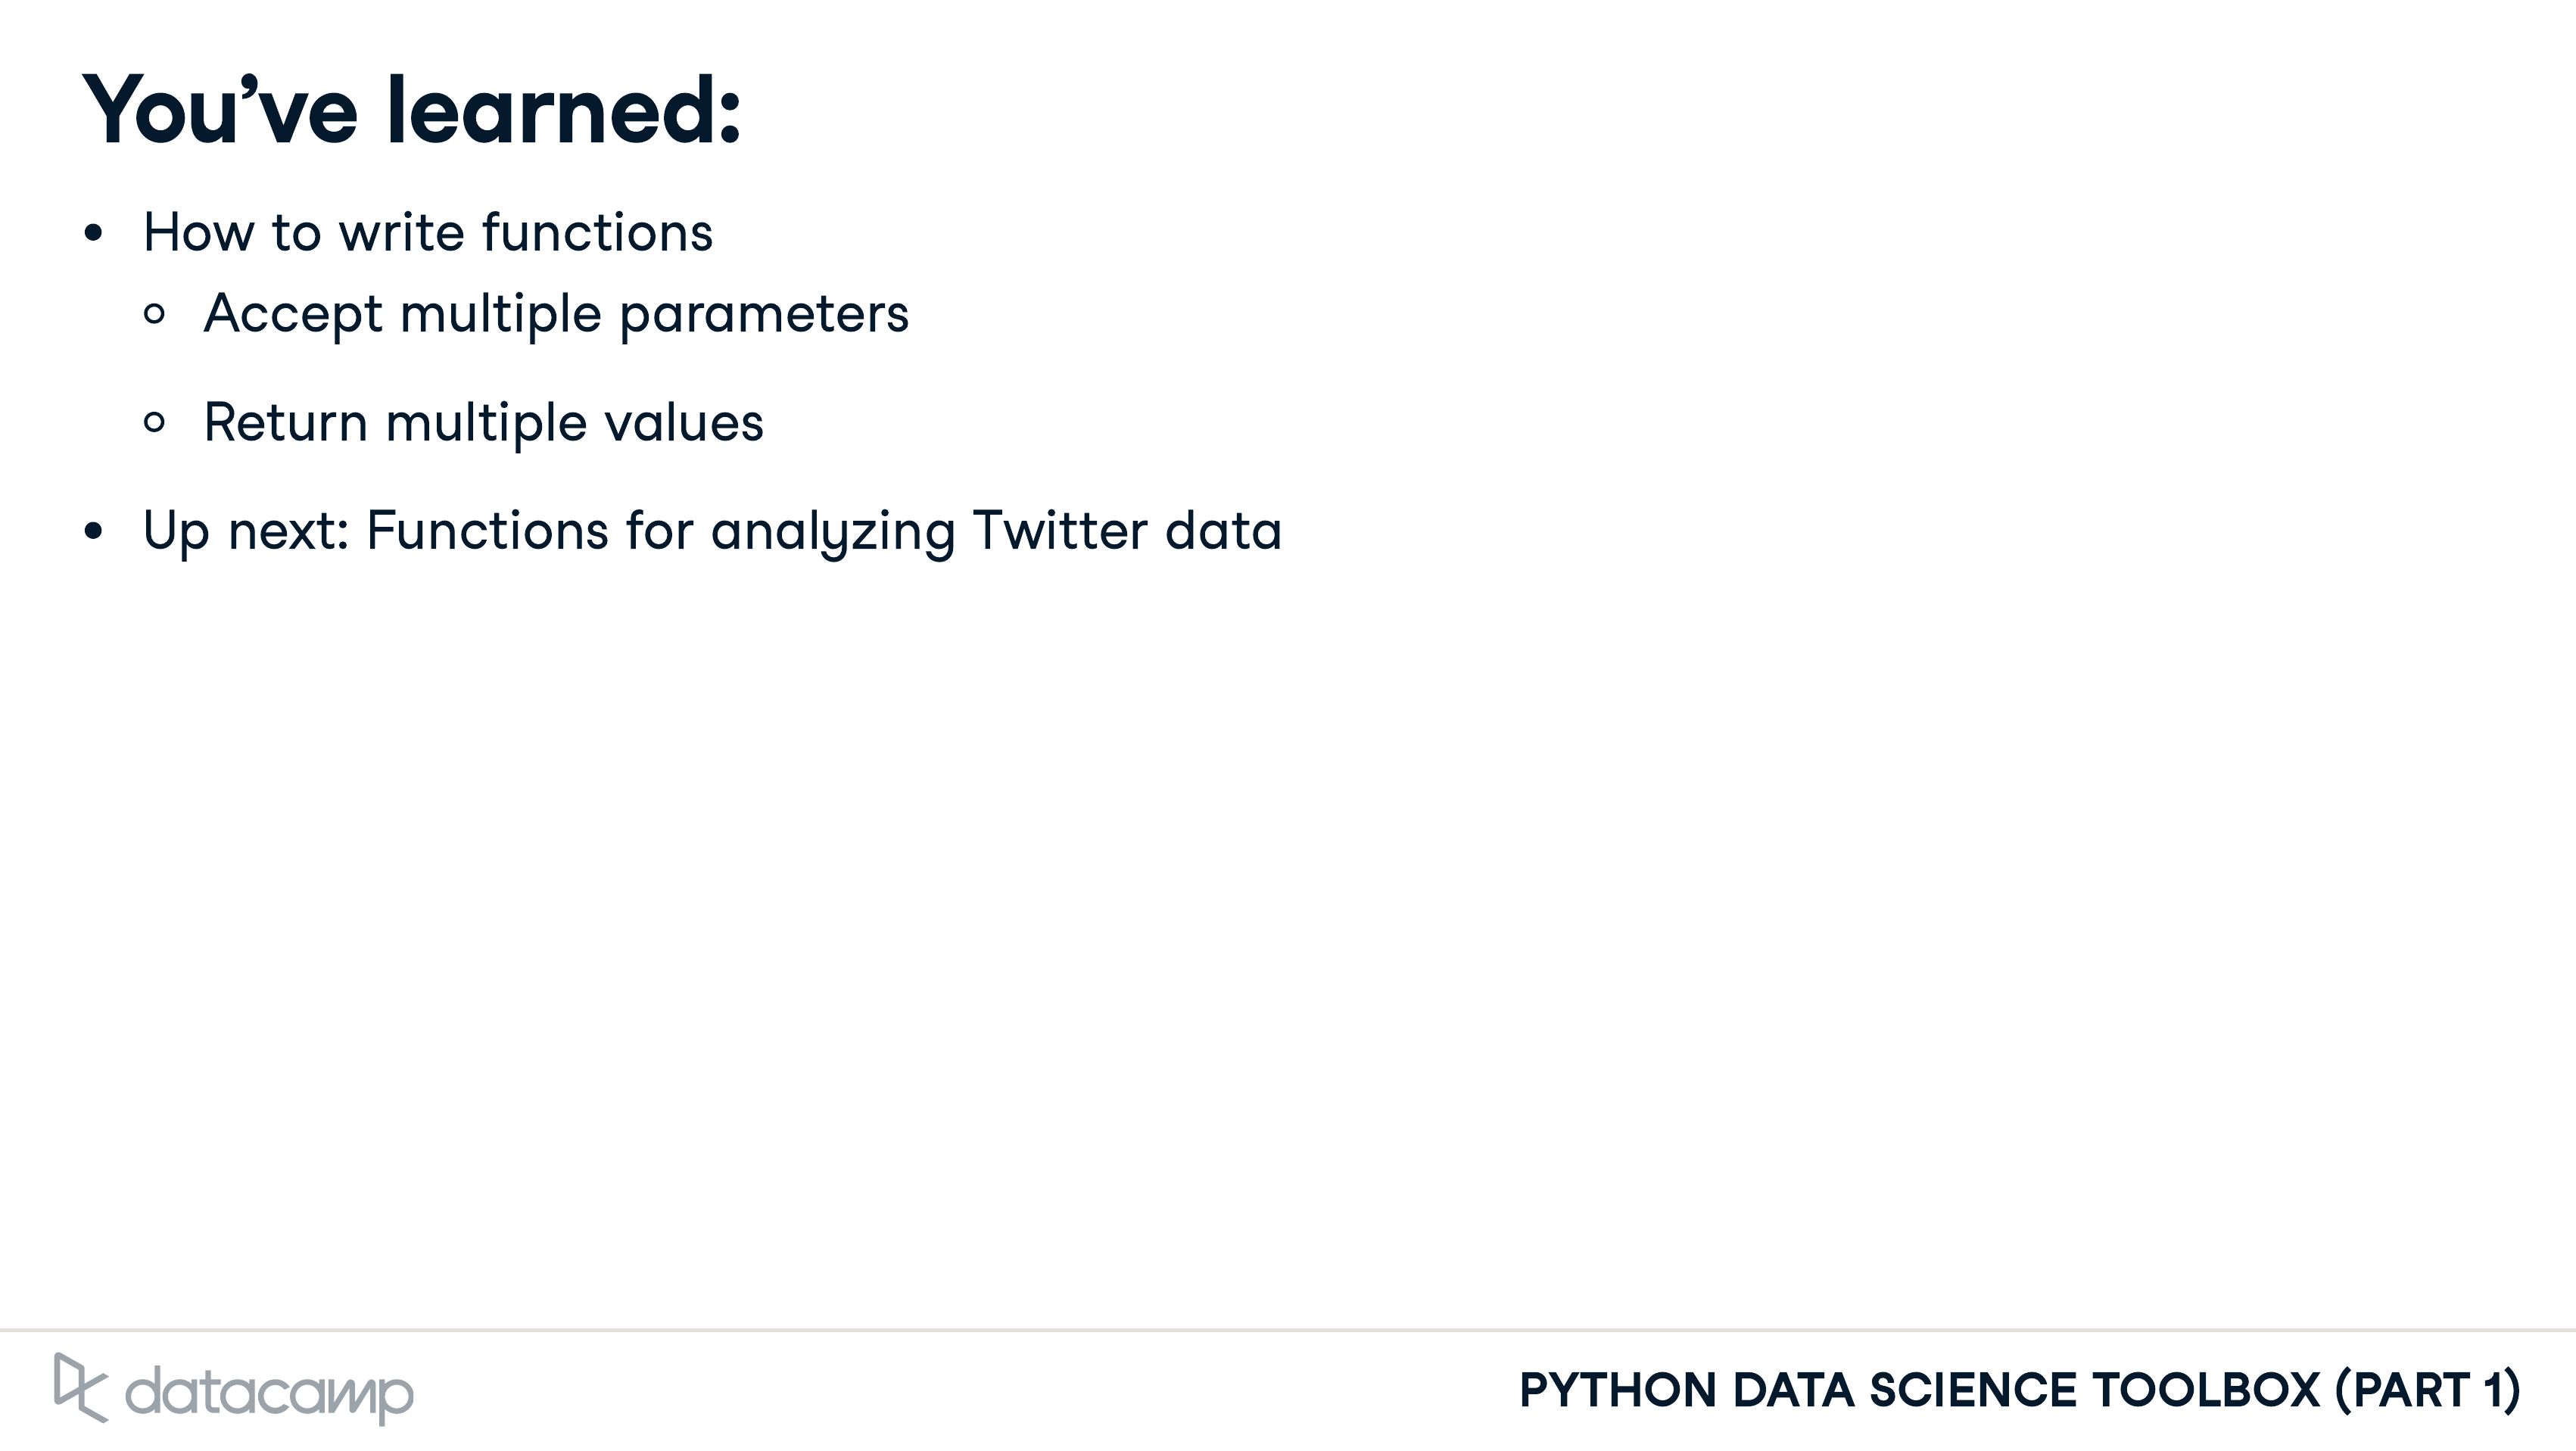 You’ve learned:
How to write functions
Accept multiple parameters
Return multiple values
Up next: Functions for analyzing Twitter data
datacamp
PYTHON DATA SCIENCE TOOLBOX (PART 1)